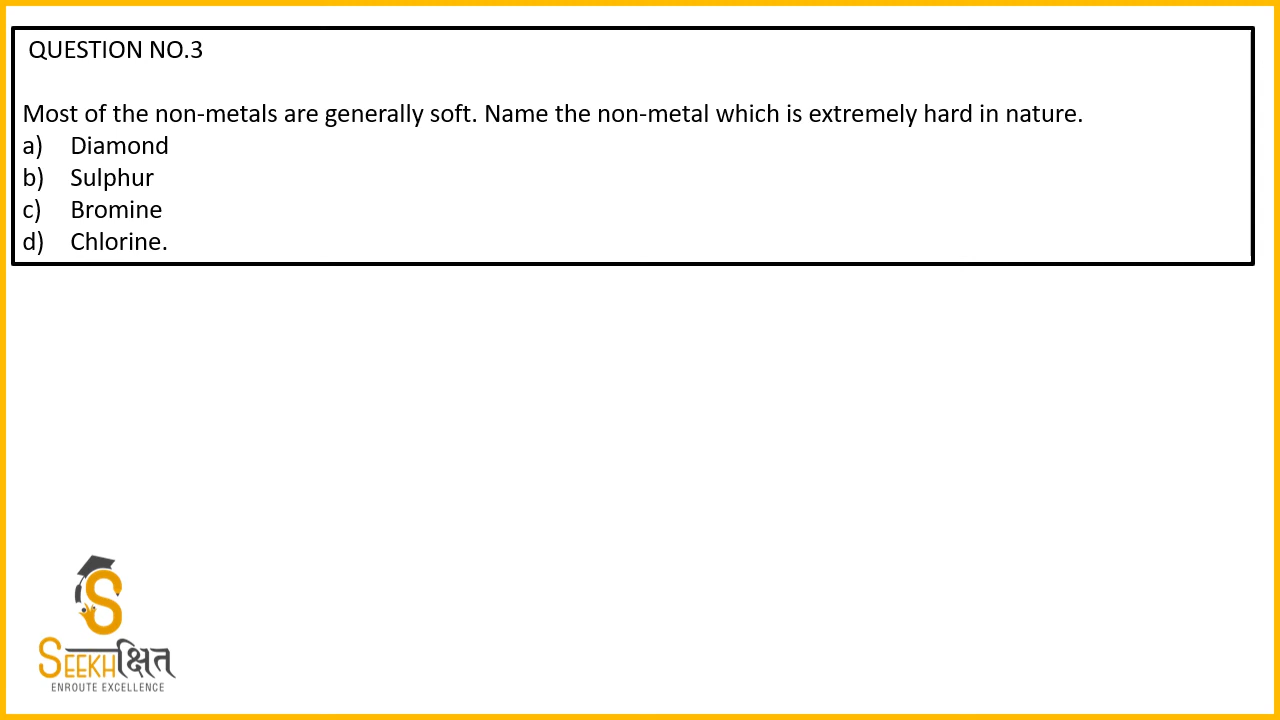 QUESTION NO.3
Most of the non-metals are generally soft. Name the non-metal which is extremely hard in nature.
a) Diamond
b) Sulphur
c) Bromine
d) Chlorine.
S
SEEKHक्षित
ENROUTE EXCELLENCE